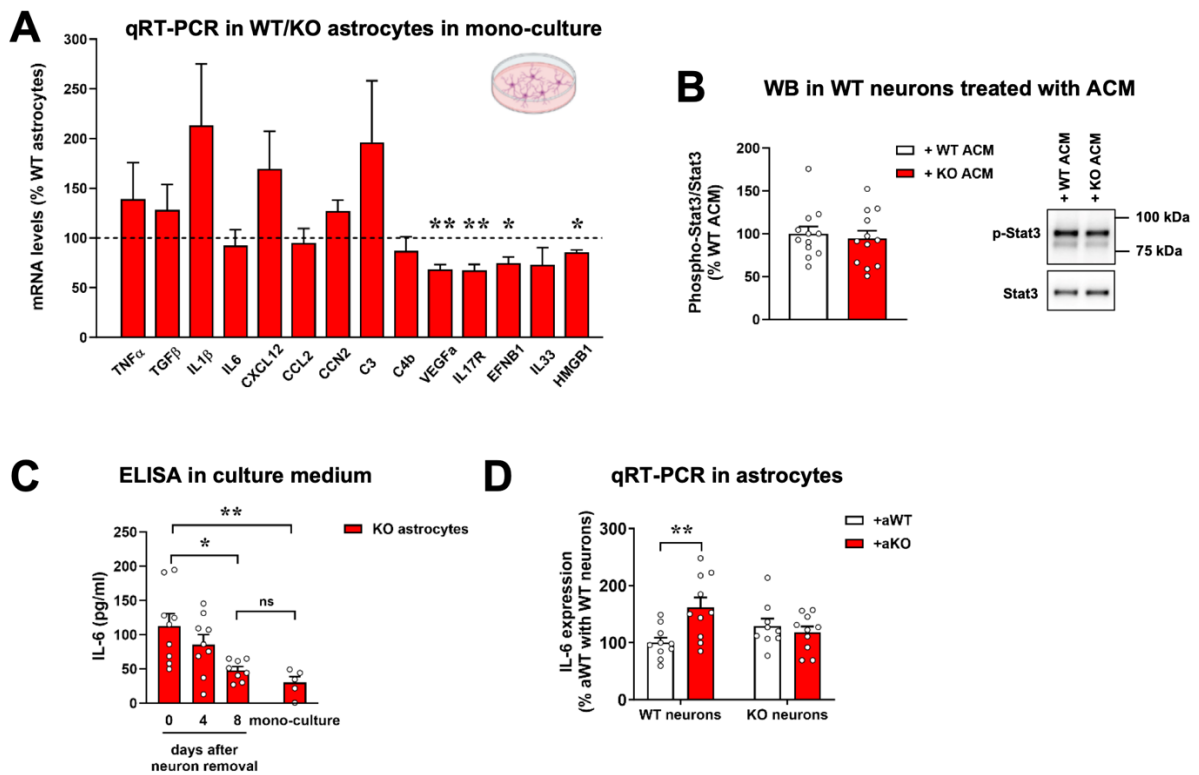 A
qRT-PCR in WT/KO astrocytes in mono-culture
mRNA levels (% WT astrocytes)
300
250
200
150
100
50
0
** ** * *
TNFα TGFβ IL1β IL6 CXCL12 CCL2 CCN2 C3 C4b VEGFa IL17R EFNB1 IL33 HMGB1
B
WB in WT neurons treated with ACM
Phospho-Stat3/Stat3
(% WT ACM)
200
150
100
50
0
+ WT ACM
+ KO ACM
+ WT ACM
+ KO ACM
p-Stat3
100 kDa
75 kDa
Stat3
C
ELISA in culture medium
IL-6 (pg/ml)
250
200
150
100
50
0
**
*
ns
KO astrocytes
0 4 8 mono-culture
days after
neuron removal
D
qRT-PCR in astrocytes
IL-6 expression
(% aWT with WT neurons)
300
200
100
0
**
+aWT
+aKO
WT neurons KO neurons